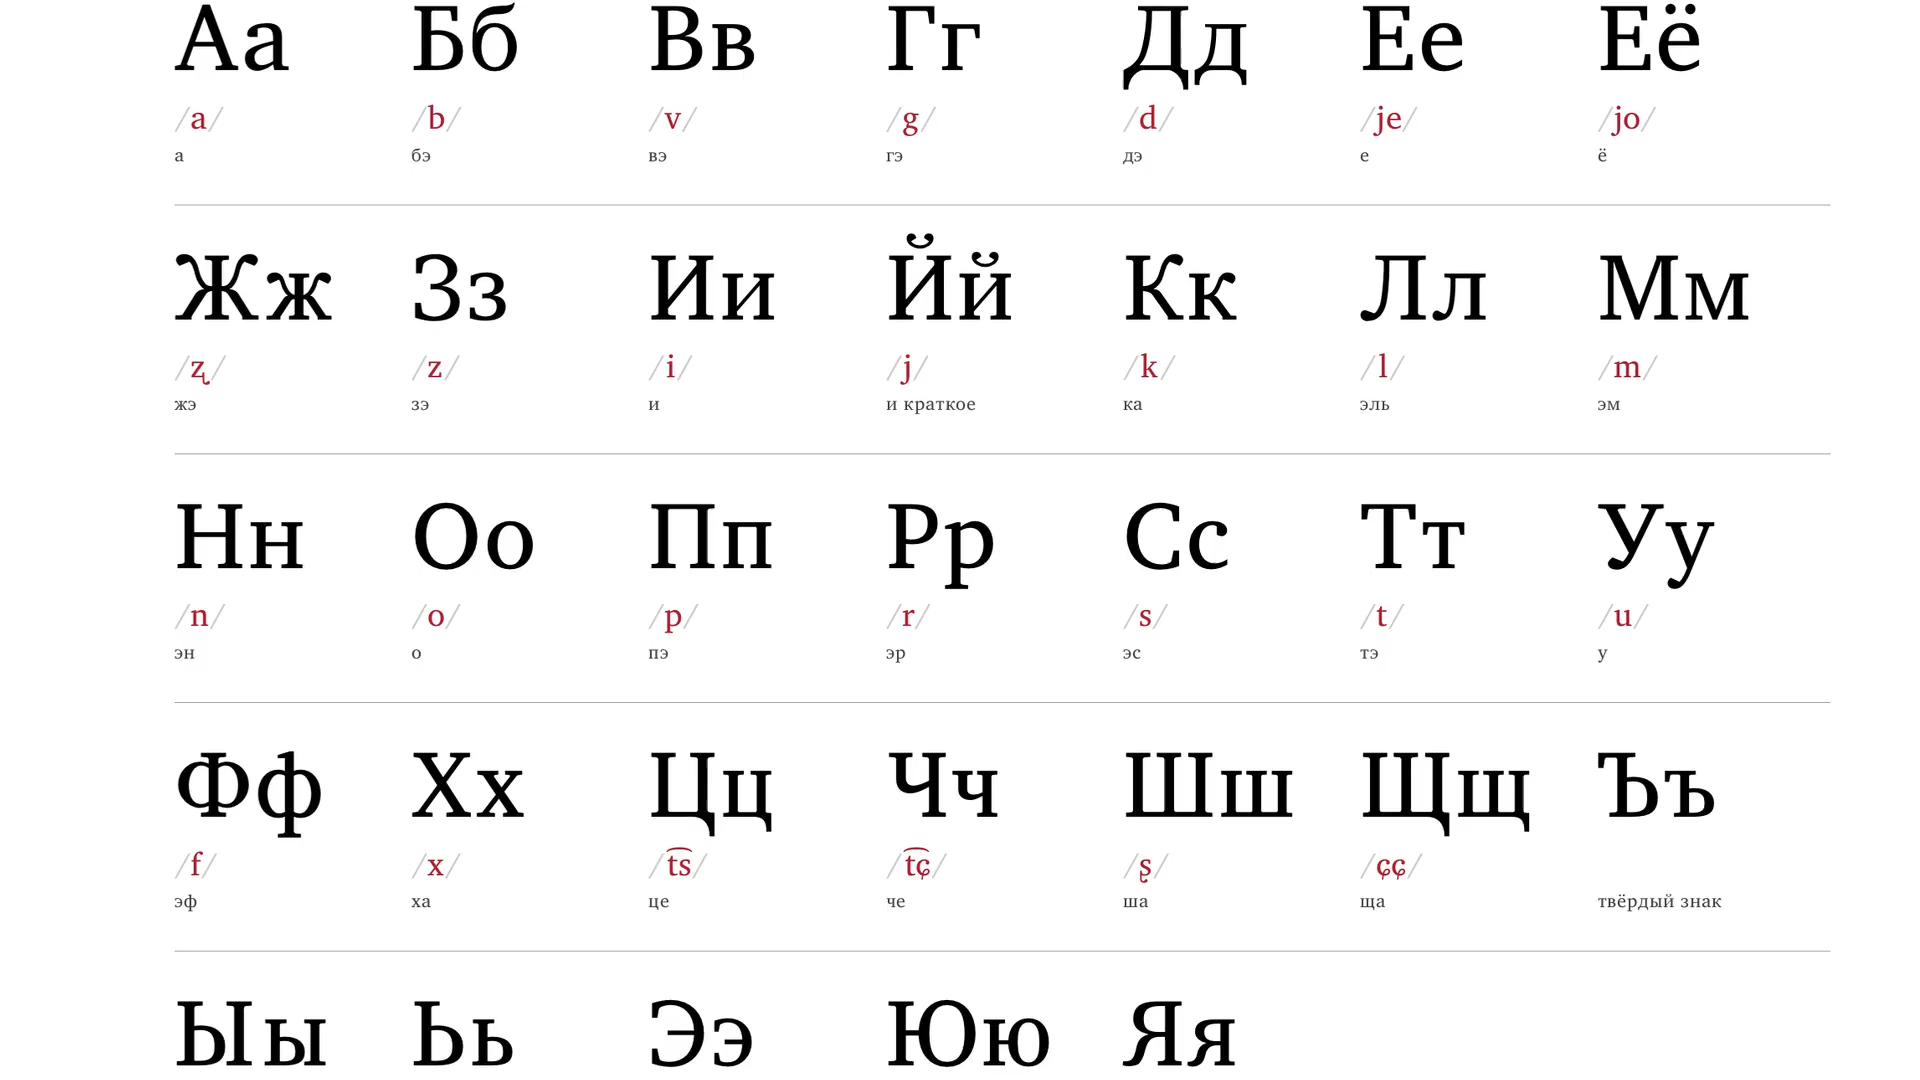 Аа Бб Вв Гг Дд Ее Её
/a/ /b/ /v/ /g/ /d/ /je/ /jo/
а бэ вэ гэ дэ е ё
Жж Зз Ии Йй Кк Лл Мм
/ʐ/ /z/ /i/ /j/ /k/ /l/ /m/
жэ зэ и и краткое ка эль эм
Нн Оо Пп Рр Сс Тт Уу
/n/ /o/ /p/ /r/ /s/ /t/ /u/
эн о пэ эр эс тэ у
Фф Хх Цц Чч Шш Щщ Ъъ
/f/ /x/ /t͡s/ /t͡ɕ/ /ʂ/ /ɕɕ/
эф ха це че ша ща твёрдый знак
Ыы Ьь Ээ Юю Яя